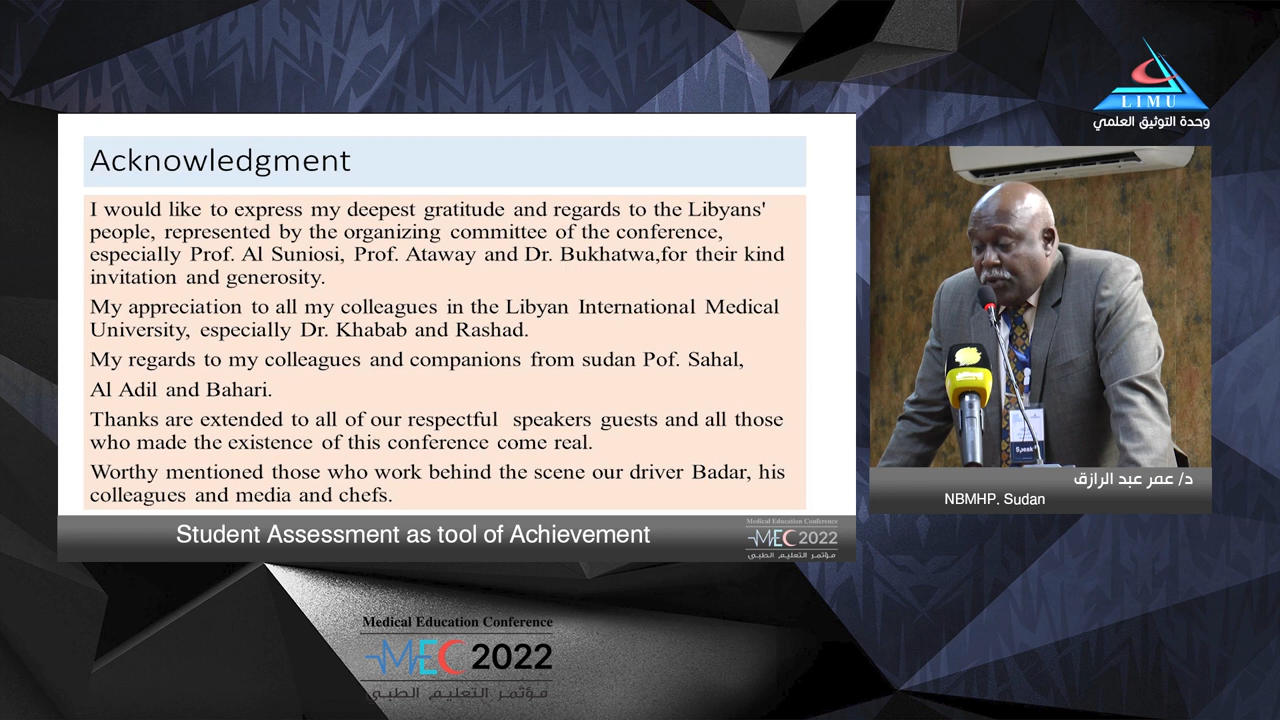 LIMU
وحدة التوثيق العلمي
Acknowledgment
I would like to express my deepest gratitude and regards to the Libyans'
people, represented by the organizing committee of the conference,
especially Prof. Al Suniosi, Prof. Ataway and Dr. Bukhatwa,for their kind
invitation and generosity.
My appreciation to all my colleagues in the Libyan International Medical
University, especially Dr. Khabab and Rashad.
My regards to my colleagues and companions from sudan Pof. Sahal,
Al Adil and Bahari.
Thanks are extended to all of our respectful speakers guests and all those
who made the existence of this conference come real.
Worthy mentioned those who work behind the scene our driver Badar, his
colleagues and media and chefs.
Student Assessment as tool of Achievement
Medical Education Conference
MEC 2022
مؤتمر التعليم الطبي
Speak
د/ عمر عبد الرازق
NBMHP. Sudan
Medical Education Conference
MEC 2022
مؤتمر التعليم الطبي